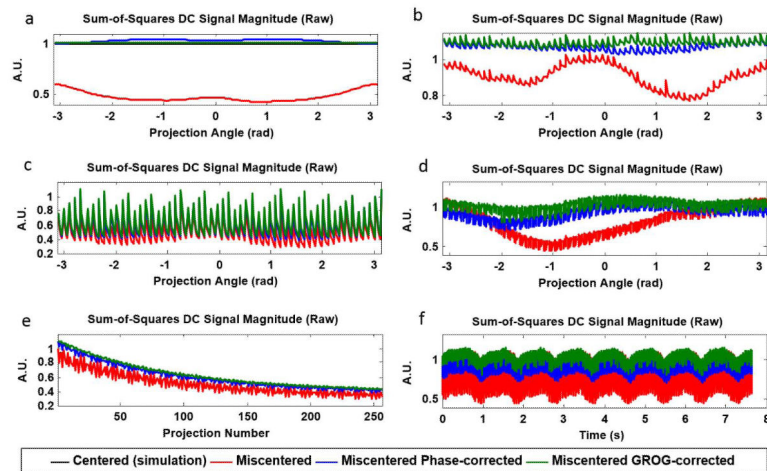 a
Sum-of-Squares DC Signal Magnitude (Raw)
A.U.
1
0.5
-3 -2 -1 0 1 2 3
Projection Angle (rad)
b
Sum-of-Squares DC Signal Magnitude (Raw)
A.U.
1
0.8
-3 -2 -1 0 1 2 3
Projection Angle (rad)
c
Sum-of-Squares DC Signal Magnitude (Raw)
A.U.
1
0.8
0.6
0.4
0.2
-3 -2 -1 0 1 2 3
Projection Angle (rad)
d
Sum-of-Squares DC Signal Magnitude (Raw)
A.U.
1
0.5
-3 -2 -1 0 1 2 3
Projection Angle (rad)
e
Sum-of-Squares DC Signal Magnitude (Raw)
A.U.
1
0.8
0.6
0.4
0.2
50 100 150 200 250
Projection Number
f
Sum-of-Squares DC Signal Magnitude (Raw)
A.U.
1
0.5
0 1 2 3 4 5 6 7 8
Time (s)
Centered (simulation) Miscentered Miscentered Phase-corrected Miscentered GROG-corrected